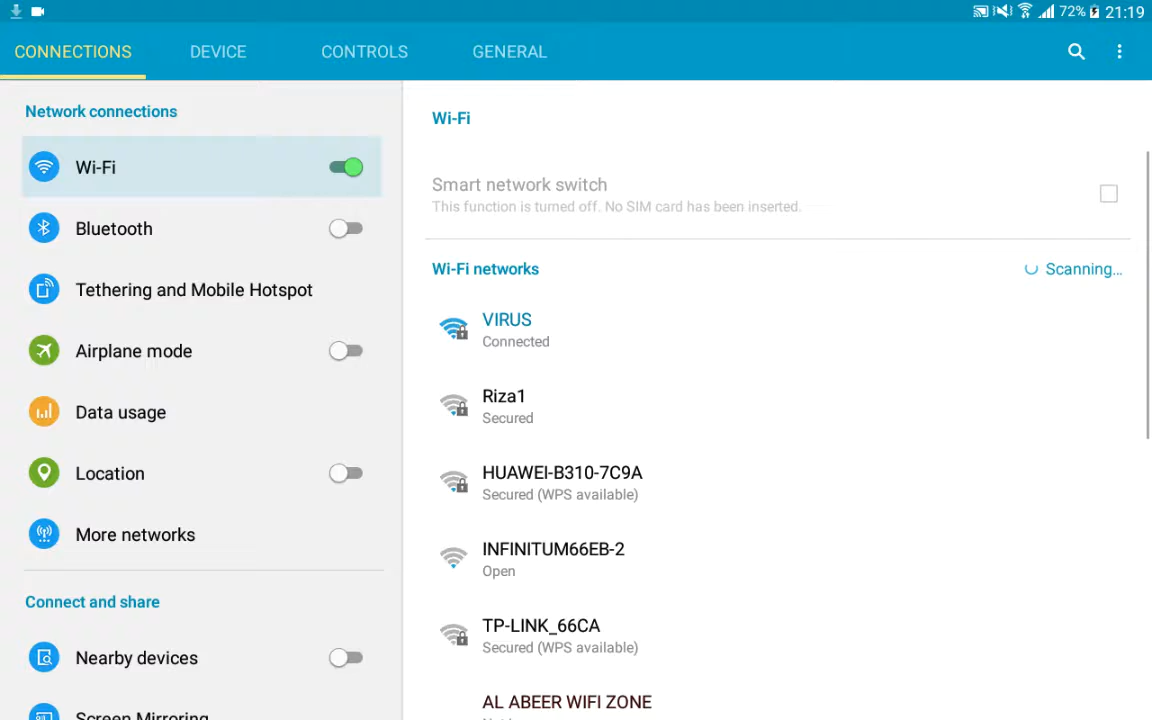 72% 21:19
CONNECTIONS DEVICE CONTROLS GENERAL
Network connections
Wi-Fi
Bluetooth
Tethering and Mobile Hotspot
Airplane mode
Data usage
Location
More networks
Connect and share
Nearby devices
Screen Mirroring
Wi-Fi
Smart network switch
This function is turned off. No SIM card has been inserted.
Wi-Fi networks Scanning...
VIRUS
Connected
Riza1
Secured
HUAWEI-B310-7C9A
Secured (WPS available)
INFINITUM66EB-2
Open
TP-LINK_66CA
Secured (WPS available)
AL ABEER WIFI ZONE